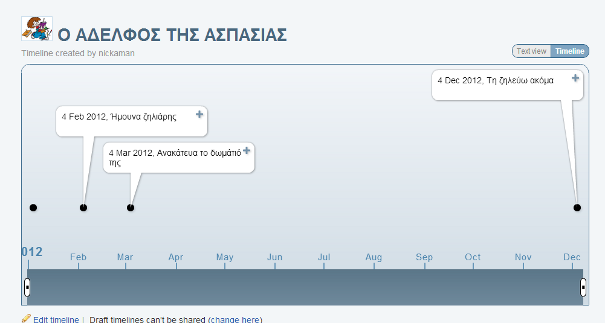 Ο ΑΔΕΛΦΟΣ ΤΗΣ ΑΣΠΑΣΙΑΣ
Timeline created by nickaman
Text view Timeline
4 Dec 2012, Τη ζηλεύω ακόμα
4 Feb 2012, Ήμουνα ζηλιάρης
4 Mar 2012, Ανακάτευα το δωμάτιό
της
012 Feb Mar Apr May Jun Jul Aug Sep Oct Nov Dec
Edit timeline | Draft timelines can't be shared (change here)